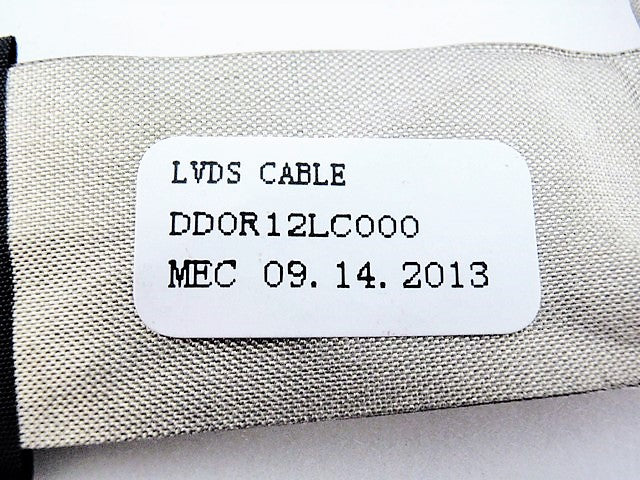 LVDS CABLE
DD0R12LC000
MEC 09.14.2013